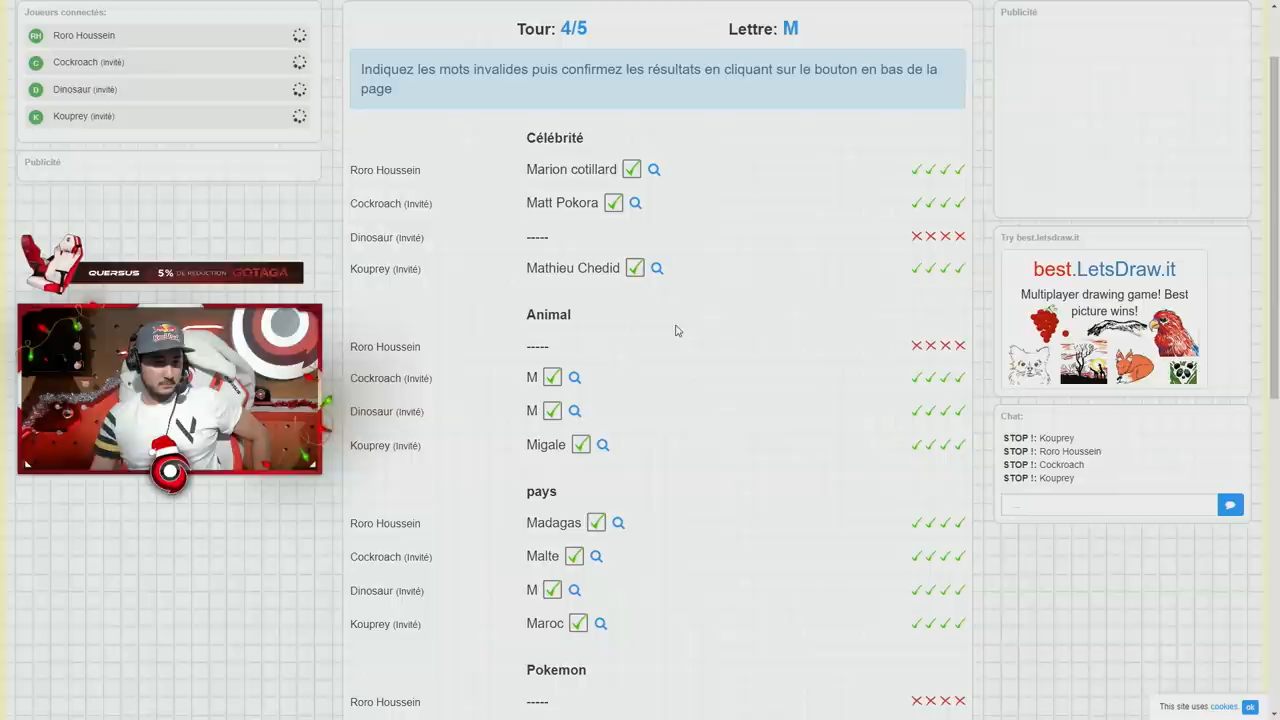 Joueurs connectés:
RH Roro Houssein
C Cockroach (invité)
D Dinosaur (invité)
K Kouprey (invité)
Publicité
QUERSUS 5% DE REDUCTION GOTAGA
Tour: 4/5 Lettre: M
Indiquez les mots invalides puis confirmez les résultats en cliquant sur le bouton en bas de la
page
Célébrité
Roro Houssein Marion cotillard
Cockroach (Invité) Matt Pokora
Dinosaur (Invité) -----
Kouprey (Invité) Mathieu Chedid
Animal
Roro Houssein -----
Cockroach (Invité) M
Dinosaur (Invité) M
Kouprey (Invité) Migale
pays
Roro Houssein Madagas
Cockroach (Invité) Malte
Dinosaur (Invité) M
Kouprey (Invité) Maroc
Pokemon
Roro Houssein -----
Publicité
Try best.letsdraw.it
best.LetsDraw.it
Multiplayer drawing game! Best
picture wins!
Chat:
STOP !: Kouprey
STOP !: Roro Houssein
STOP !: Cockroach
STOP !: Kouprey
...
This site uses cookies. ok